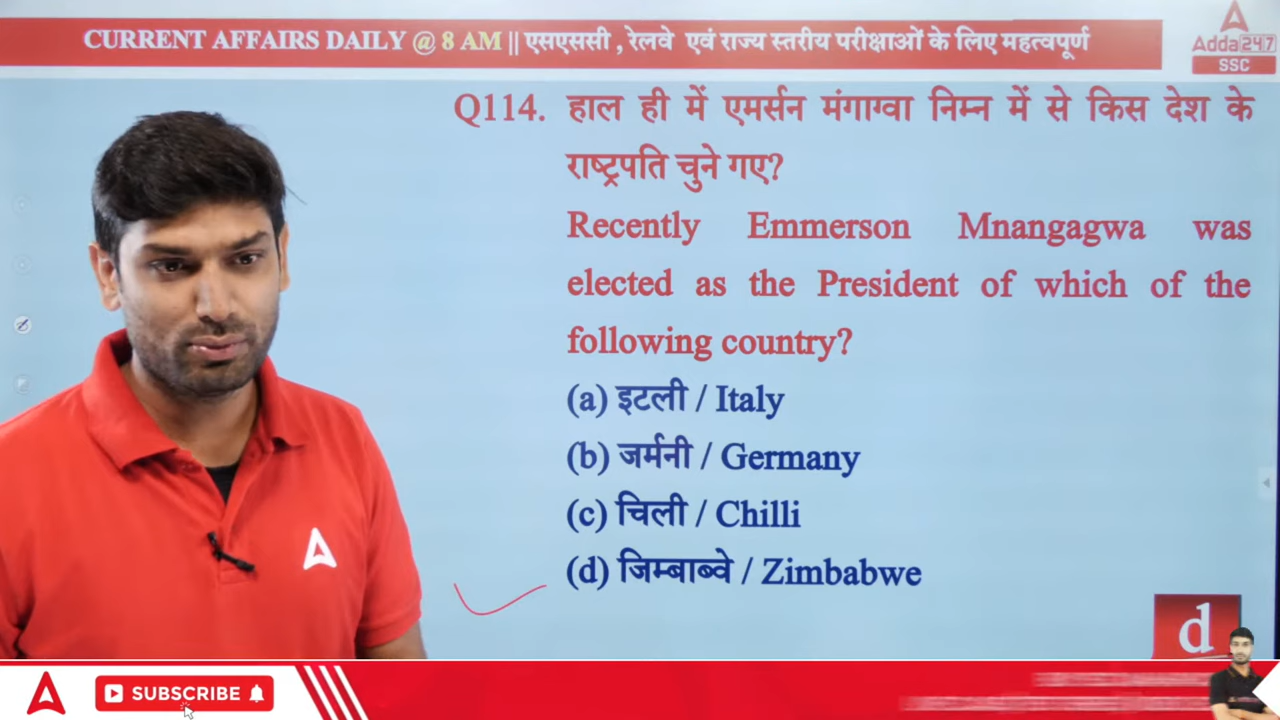 CURRENT AFFAIRS DAILY @ 8 AM || एसएससी , रेलवे एवं राज्य स्तरीय परीक्षाओं के लिए महत्वपूर्ण
Adda247
SSC
Q114. हाल ही में एमर्सन मंगाग्वा निम्न में से किस देश के
राष्ट्रपति चुने गए?
Recently Emmerson Mnangagwa was
elected as the President of which of the
following country?
(a) इटली / Italy
(b) जर्मनी / Germany
(c) चिली / Chilli
(d) जिम्बाब्वे / Zimbabwe
d
SUBSCRIBE